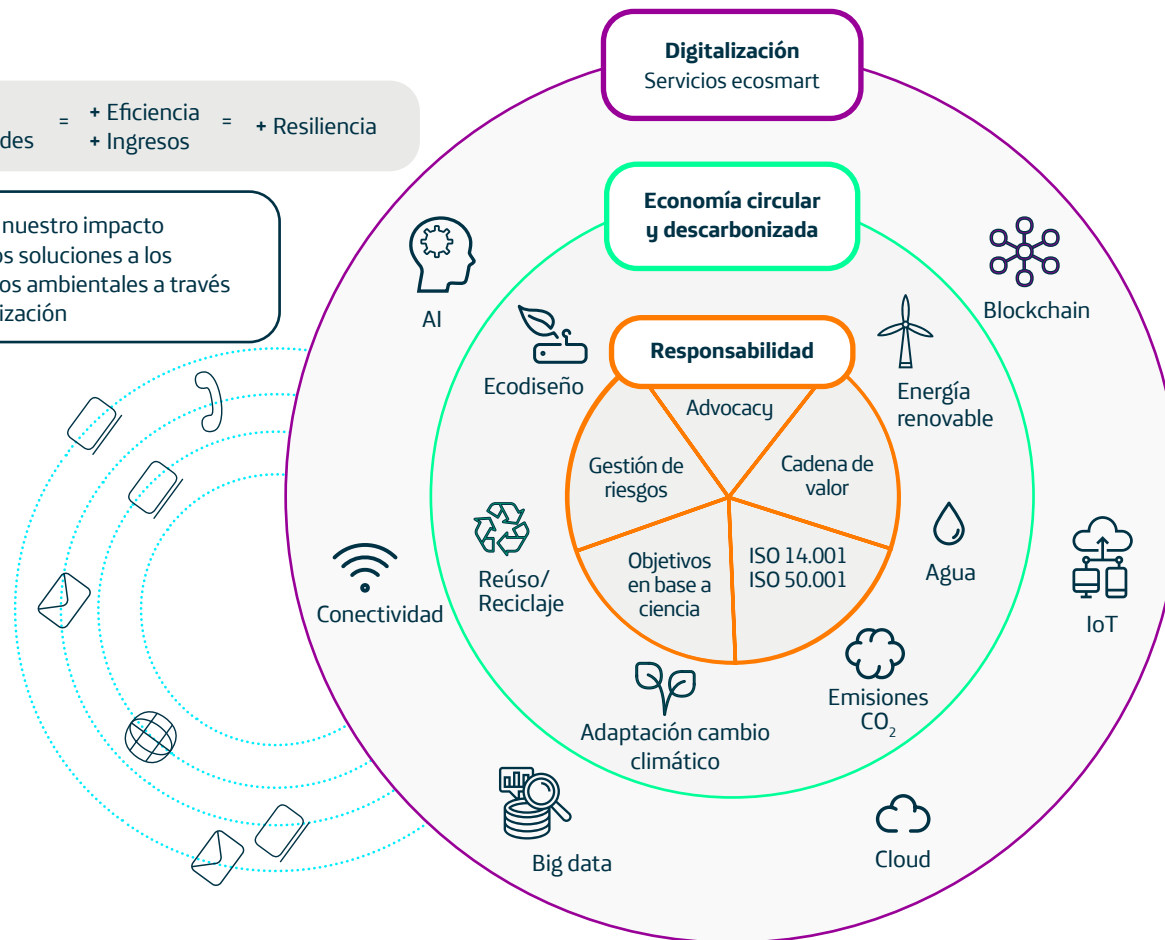 Digitalización
Servicios ecosmart
des
=
+ Eficiencia
+ Ingresos
=
+ Resiliencia
nuestro impacto
os soluciones a los
os ambientales a través
ización
Economía circular
y descarbonizada
AI
Blockchain
Ecodiseño
Responsabilidad
Energía
renovable
Advocacy
Gestión de
riesgos
Cadena de
valor
Conectividad
Reúso/
Reciclaje
Objetivos
en base a
ciencia
ISO 14.001
ISO 50.001
Agua
IoT
Adaptación cambio
climático
Emisiones
CO₂
Big data
Cloud